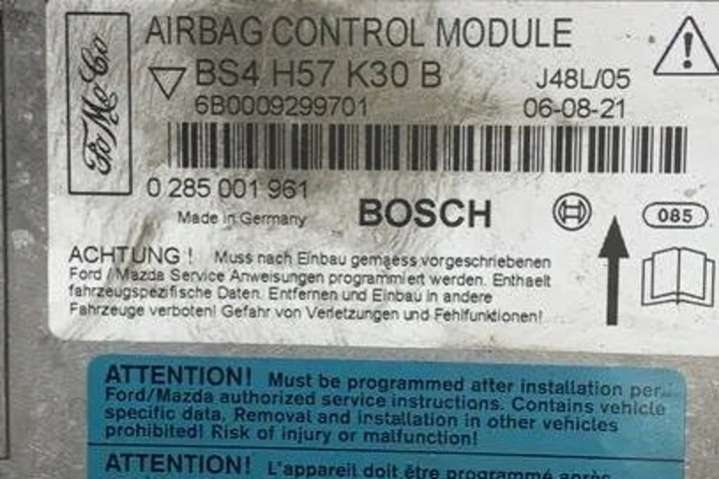 FoMoCo
AIRBAG CONTROL MODULE
BS4 H57 K30 B J48L/05
6B0009299701 06-08-21
0 285 001 961
Made in Germany BOSCH 085
ACHTUNG ! Muss nach Einbau gemaess vorgeschriebenen
Ford / Mazda Service Anweisungen programmiert werden. Enthaelt
fahrzeugspezifische Daten. Entfernen und Einbau in andere
Fahrzeuge verboten! Gefahr von Verletzungen und Fehlfunktionen!
ATTENTION! Must be programmed after installation per
Ford/Mazda authorized service instructions. Contains vehicle
specific data. Removal and installation in other vehicles
prohibited! Risk of injury or malfunction!
ATTENTION! L'appareil doit être programmé après